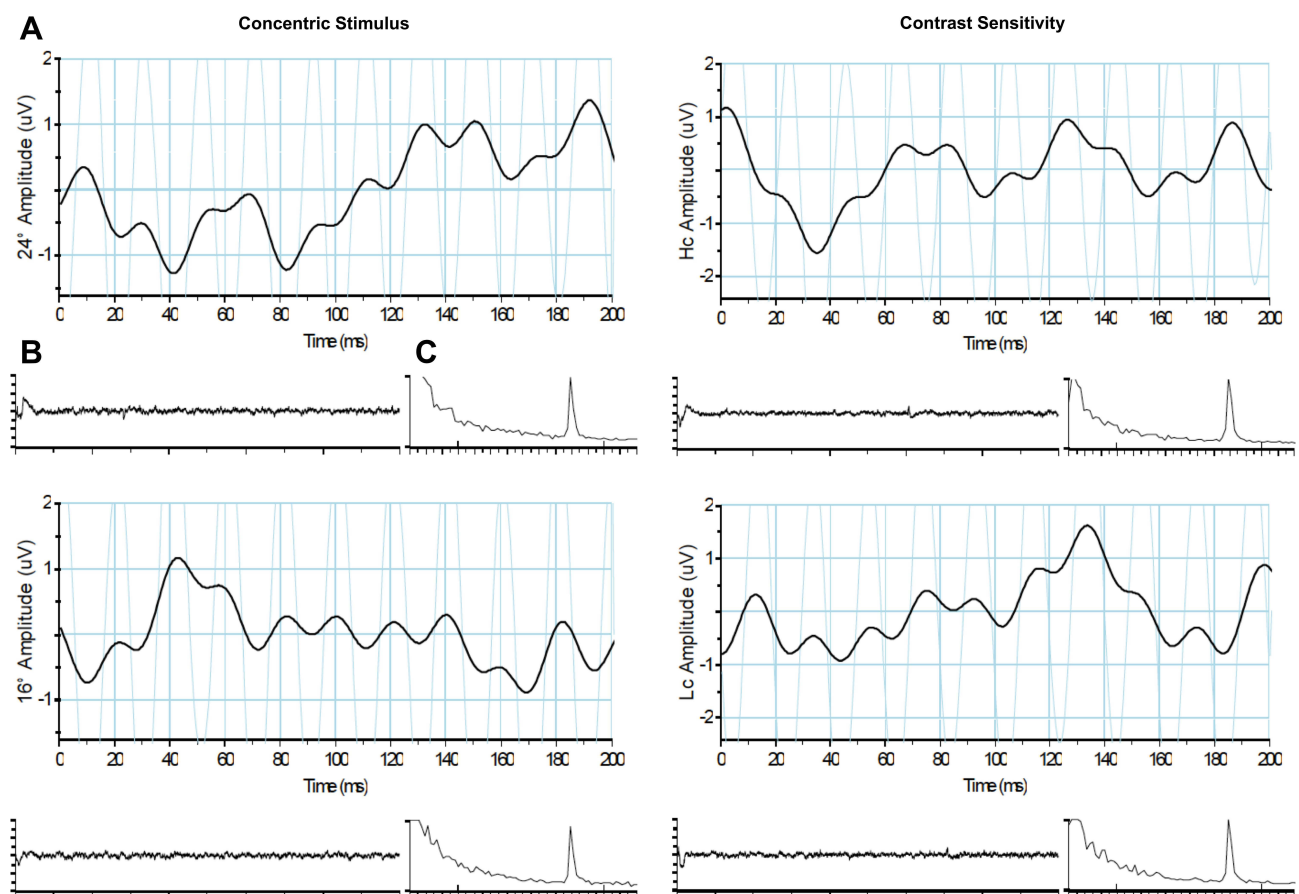 A
Concentric Stimulus
Contrast Sensitivity
2
1
-1
24° Amplitude (uV)
0 20 40 60 80 100 120 140 160 180 200
Time (ms)
2
1
-1
-2
Hc Amplitude (uV)
0 20 40 60 80 100 120 140 160 180 200
Time (ms)
B
C
2
1
-1
16° Amplitude (uV)
0 20 40 60 80 100 120 140 160 180 200
Time (ms)
2
1
-1
-2
Lc Amplitude (uV)
0 20 40 60 80 100 120 140 160 180 200
Time (ms)